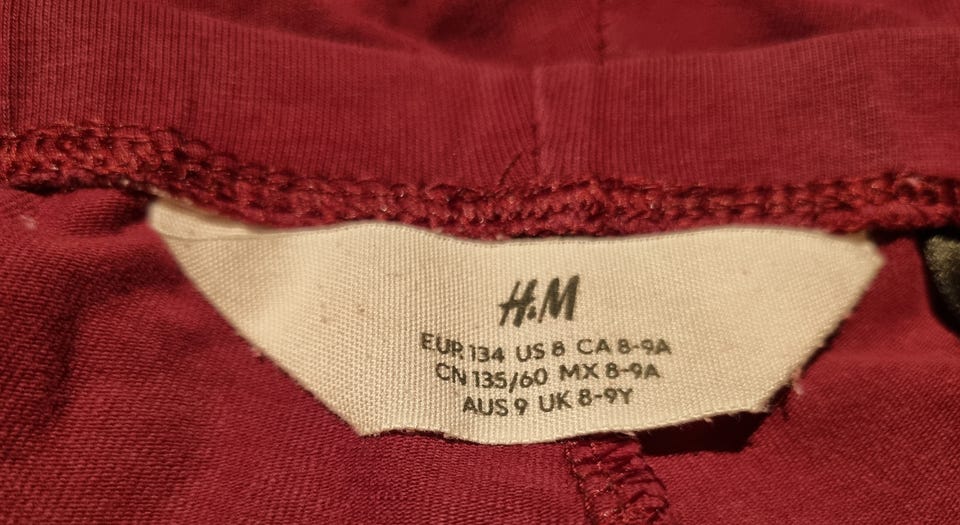 H&M
EUR 134 US 8 CA 8-9A
CN 135/60 MX 8-9A
AUS 9 UK 8-9Y